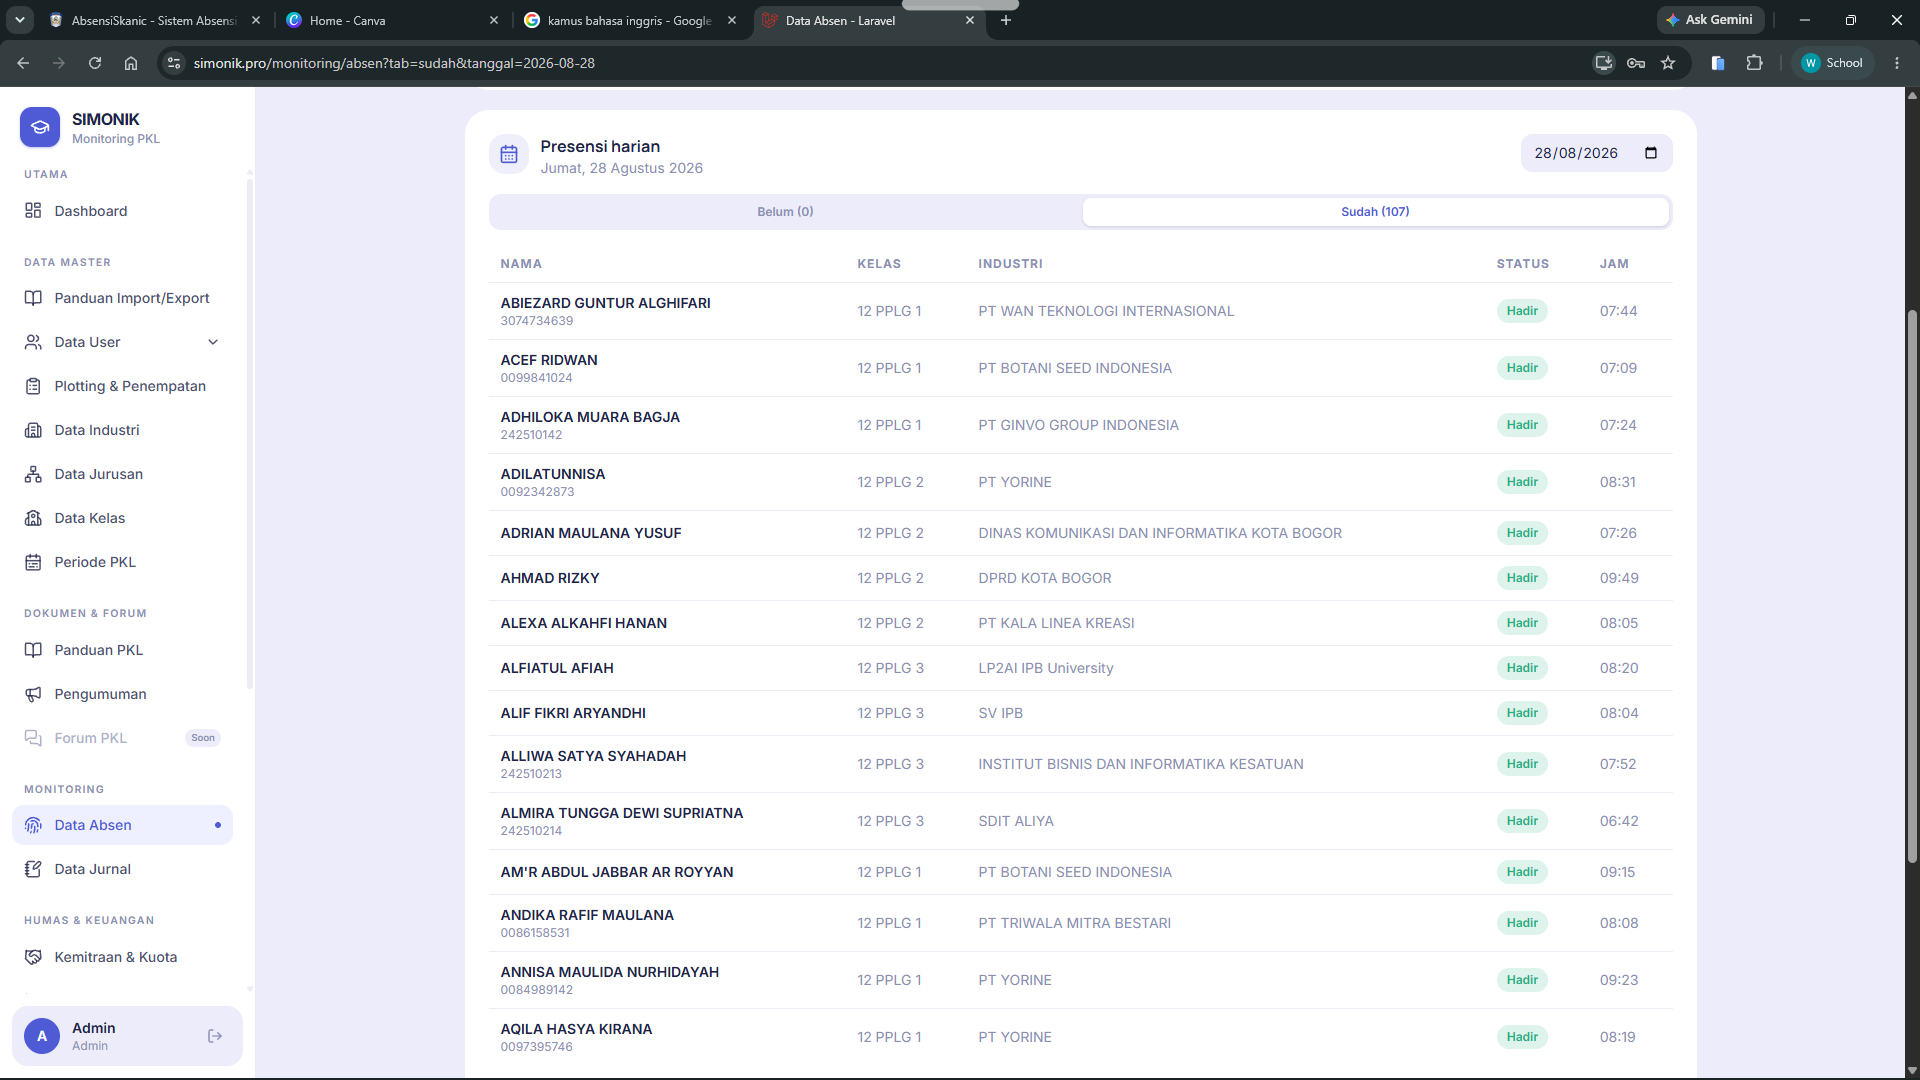 AbsensiSkanic - Sistem Absensi
Home - Canva
kamus bahasa inggris - Google
Data Absen - Laravel
Ask Gemini
simonik.pro/monitoring/absen?tab=sudah&tanggal=2026-08-28
W School
SIMONIK
Monitoring PKL
UTAMA
Dashboard
DATA MASTER
Panduan Import/Export
Data User
Plotting & Penempatan
Data Industri
Data Jurusan
Data Kelas
Periode PKL
DOKUMEN & FORUM
Panduan PKL
Pengumuman
Forum PKL Soon
MONITORING
Data Absen
Data Jurnal
HUMAS & KEUANGAN
Kemitraan & Kuota
A
Admin
Admin
Presensi harian
Jumat, 28 Agustus 2026
28/08/2026
Belum (0) Sudah (107)
NAMA KELAS INDUSTRI STATUS JAM
ABIEZARD GUNTUR ALGHIFARI
3074734639
12 PPLG 1 PT WAN TEKNOLOGI INTERNASIONAL Hadir 07:44
ACEF RIDWAN
0099841024
12 PPLG 1 PT BOTANI SEED INDONESIA Hadir 07:09
ADHILOKA MUARA BAGJA
242510142
12 PPLG 1 PT GINVO GROUP INDONESIA Hadir 07:24
ADILATUNNISA
0092342873
12 PPLG 2 PT YORINE Hadir 08:31
ADRIAN MAULANA YUSUF 12 PPLG 2 DINAS KOMUNIKASI DAN INFORMATIKA KOTA BOGOR Hadir 07:26
AHMAD RIZKY 12 PPLG 2 DPRD KOTA BOGOR Hadir 09:49
ALEXA ALKAHFI HANAN 12 PPLG 2 PT KALA LINEA KREASI Hadir 08:05
ALFIATUL AFIAH 12 PPLG 3 LP2AI IPB University Hadir 08:20
ALIF FIKRI ARYANDHI 12 PPLG 3 SV IPB Hadir 08:04
ALLIWA SATYA SYAHADAH
242510213
12 PPLG 3 INSTITUT BISNIS DAN INFORMATIKA KESATUAN Hadir 07:52
ALMIRA TUNGGA DEWI SUPRIATNA
242510214
12 PPLG 3 SDIT ALIYA Hadir 06:42
AM'R ABDUL JABBAR AR ROYYAN 12 PPLG 1 PT BOTANI SEED INDONESIA Hadir 09:15
ANDIKA RAFIF MAULANA
0086158531
12 PPLG 1 PT TRIWALA MITRA BESTARI Hadir 08:08
ANNISA MAULIDA NURHIDAYAH
0084989142
12 PPLG 1 PT YORINE Hadir 09:23
AQILA HASYA KIRANA
0097395746
12 PPLG 1 PT YORINE Hadir 08:19